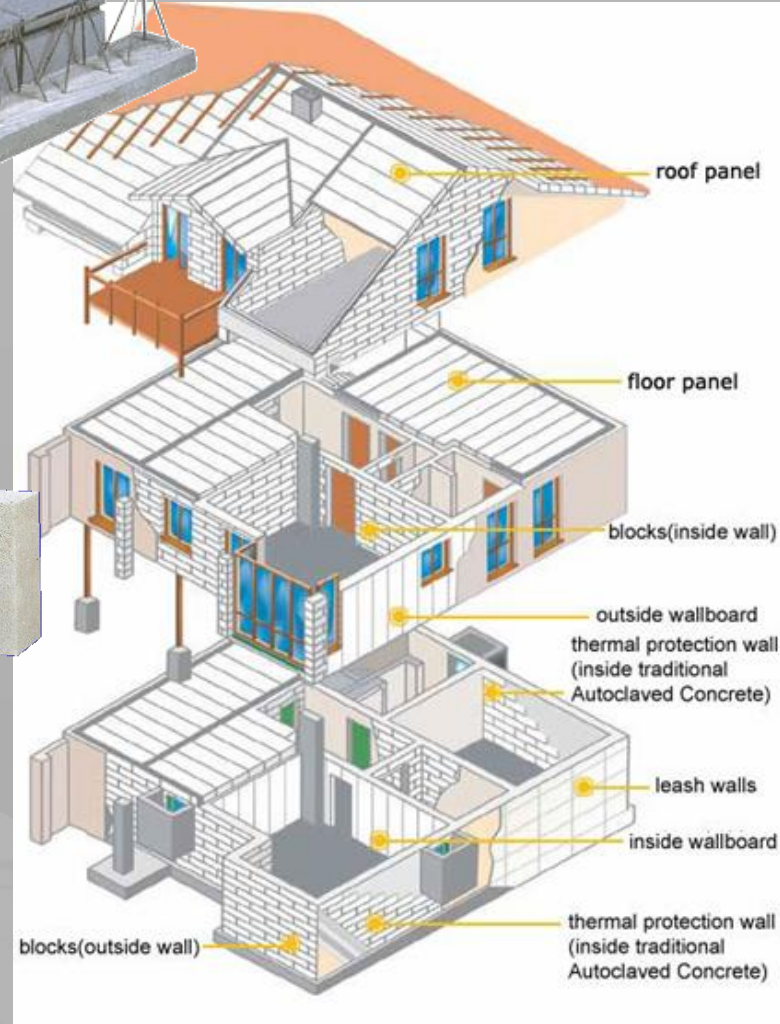 roof panel
floor panel
blocks(inside wall)
outside wallboard
thermal protection wall
(inside traditional
Autoclaved Concrete)
leash walls
inside wallboard
blocks(outside wall)
thermal protection wall
(inside traditional
Autoclaved Concrete)